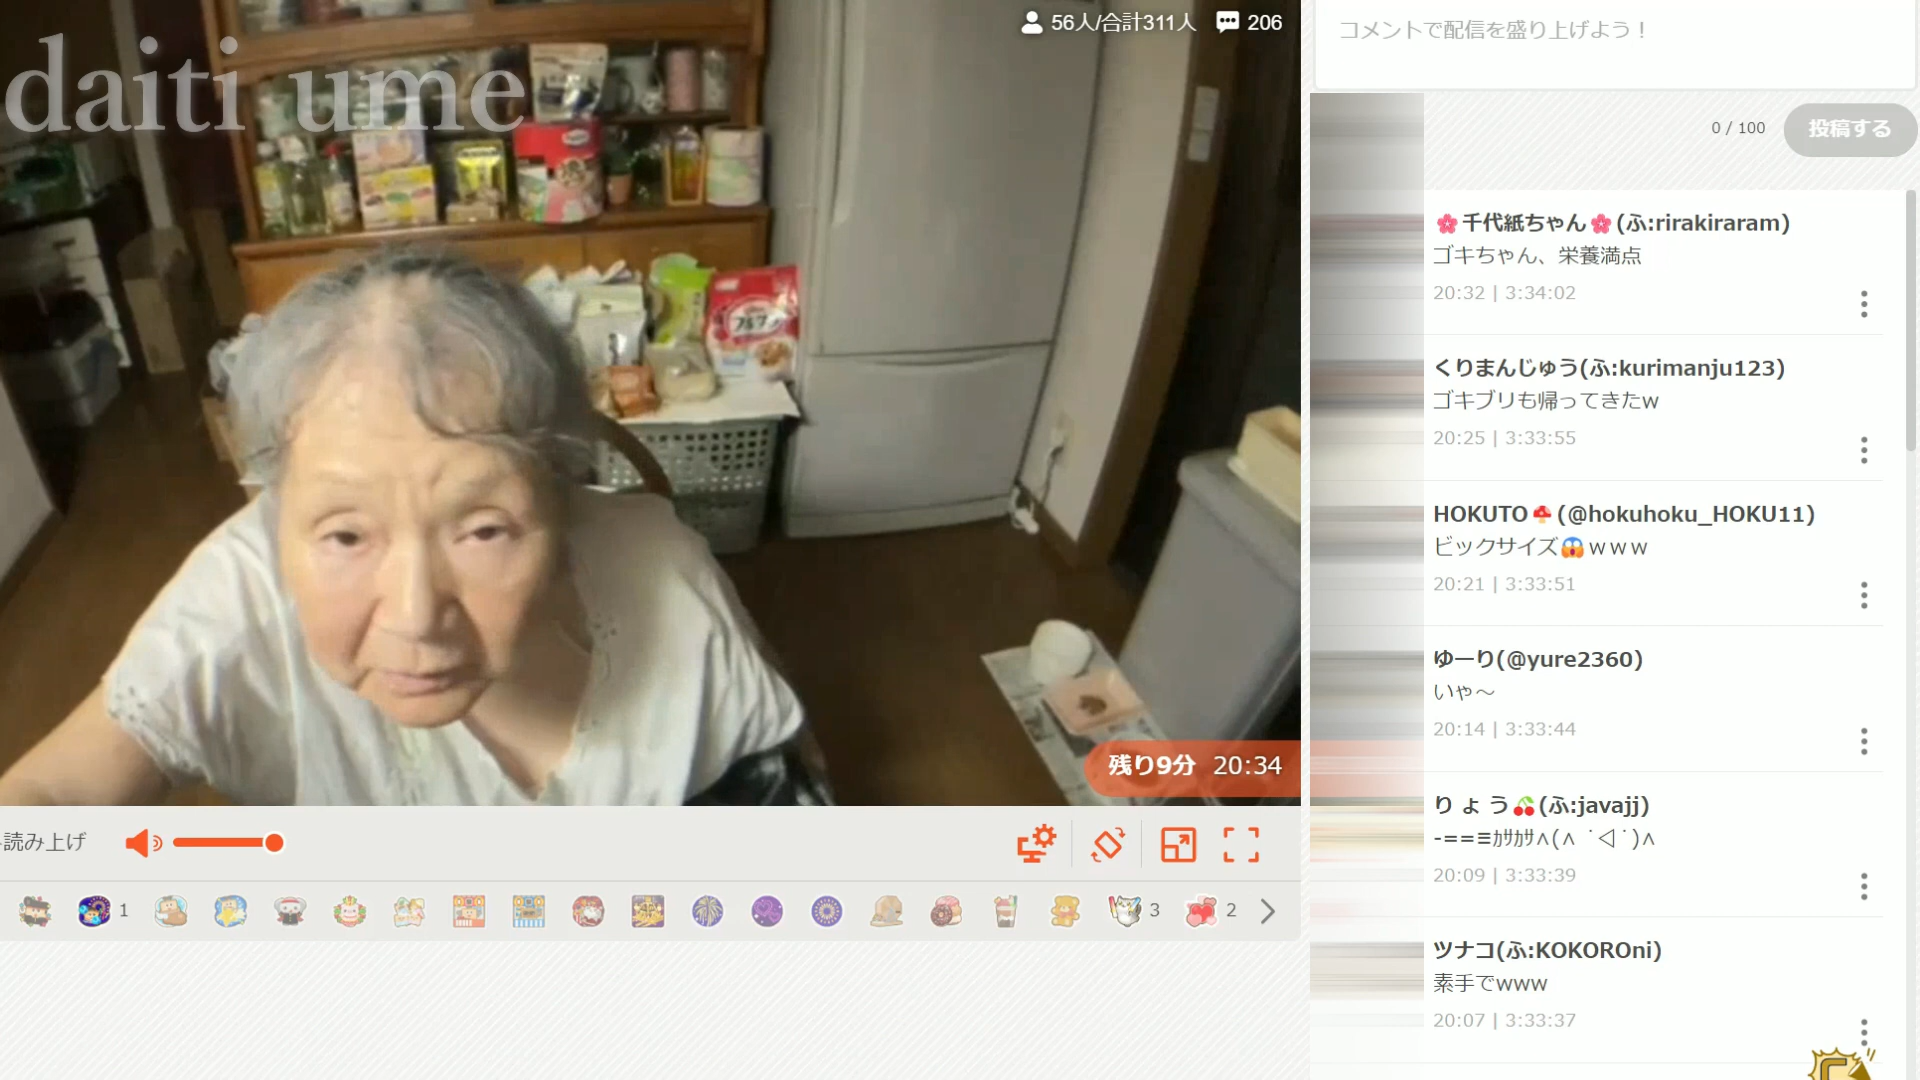 daiti ume
56人/合計311人 206
フルグ
残り9分 20:34
読み上げ
1
3
2
コメントで配信を盛り上げよう！
0 / 100 投稿する
🌸千代紙ちゃん🌸(ふ:rirakiraram)
ゴキちゃん、栄養満点
20:32 | 3:34:02
くりまんじゅう(ふ:kurimanju123)
ゴキブリも帰ってきたw
20:25 | 3:33:55
HOKUTO🍄(@hokuhoku_HOKU11)
ビックサイズ😱ｗｗｗ
20:21 | 3:33:51
ゆーり(@yure2360)
いゃ〜
20:14 | 3:33:44
り ょ う🍒(ふ:javajj)
-==≡ｶｻｶｻ∧(∧ ˙◁˙)∧
20:09 | 3:33:39
ツナコ(ふ:KOKOROni)
素手でwww
20:07 | 3:33:37